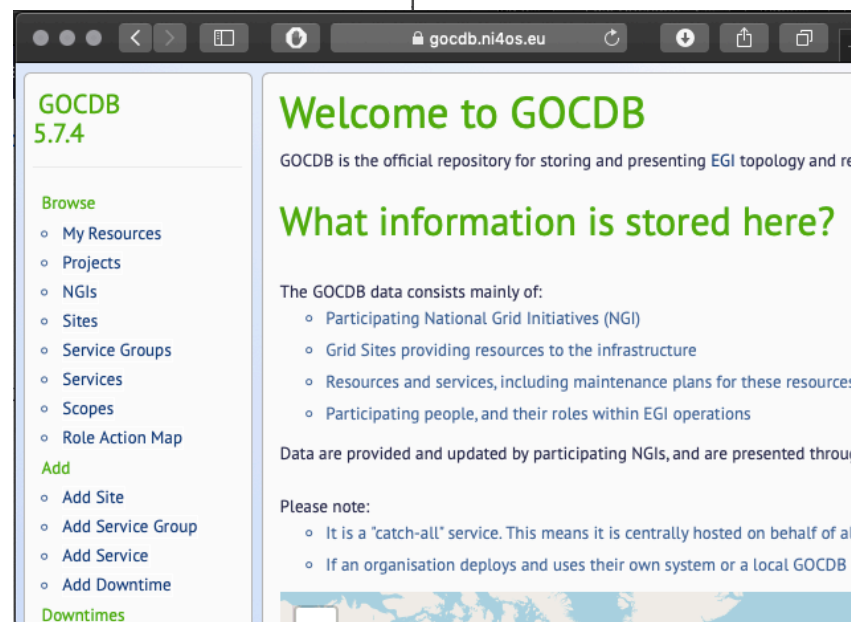 gocdb.ni4os.eu
GOCDB
5.7.4
Browse
My Resources
Projects
NGIs
Sites
Service Groups
Services
Scopes
Role Action Map
Add
Add Site
Add Service Group
Add Service
Add Downtime
Downtimes
Welcome to GOCDB
GOCDB is the official repository for storing and presenting EGI topology and re
What information is stored here?
The GOCDB data consists mainly of:
Participating National Grid Initiatives (NGI)
Grid Sites providing resources to the infrastructure
Resources and services, including maintenance plans for these resources
Participating people, and their roles within EGI operations
Data are provided and updated by participating NGIs, and are presented throu
Please note:
It is a "catch-all" service. This means it is centrally hosted on behalf of al
If an organisation deploys and uses their own system or a local GOCDB